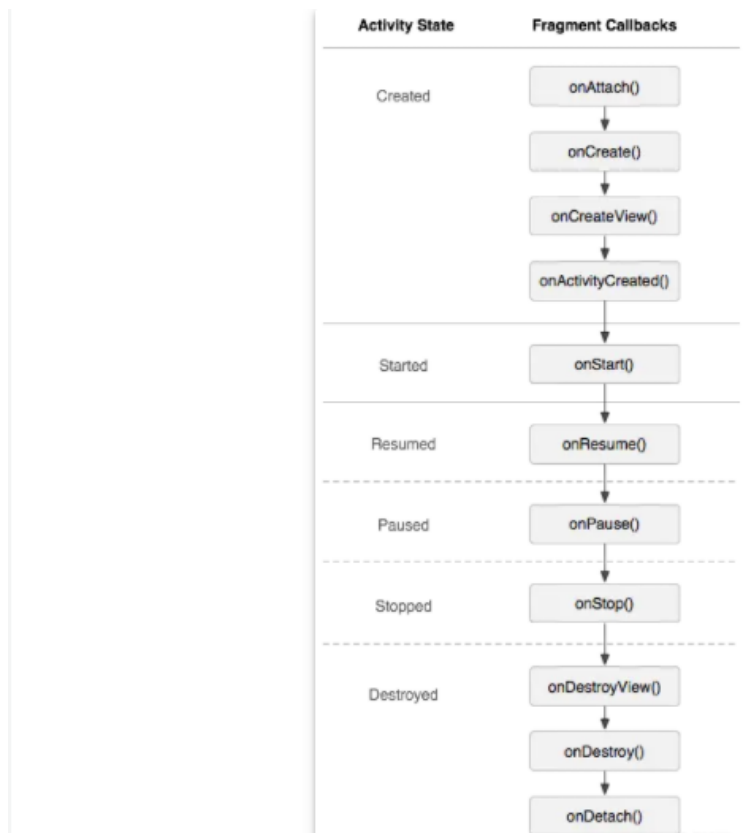 Activity State Fragment Callbacks
Created
onAttach()
onCreate()
onCreateView()
onActivityCreated()
Started onStart()
Resumed onResume()
Paused onPause()
Stopped onStop()
Destroyed
onDestroyView()
onDestroy()
onDetach()